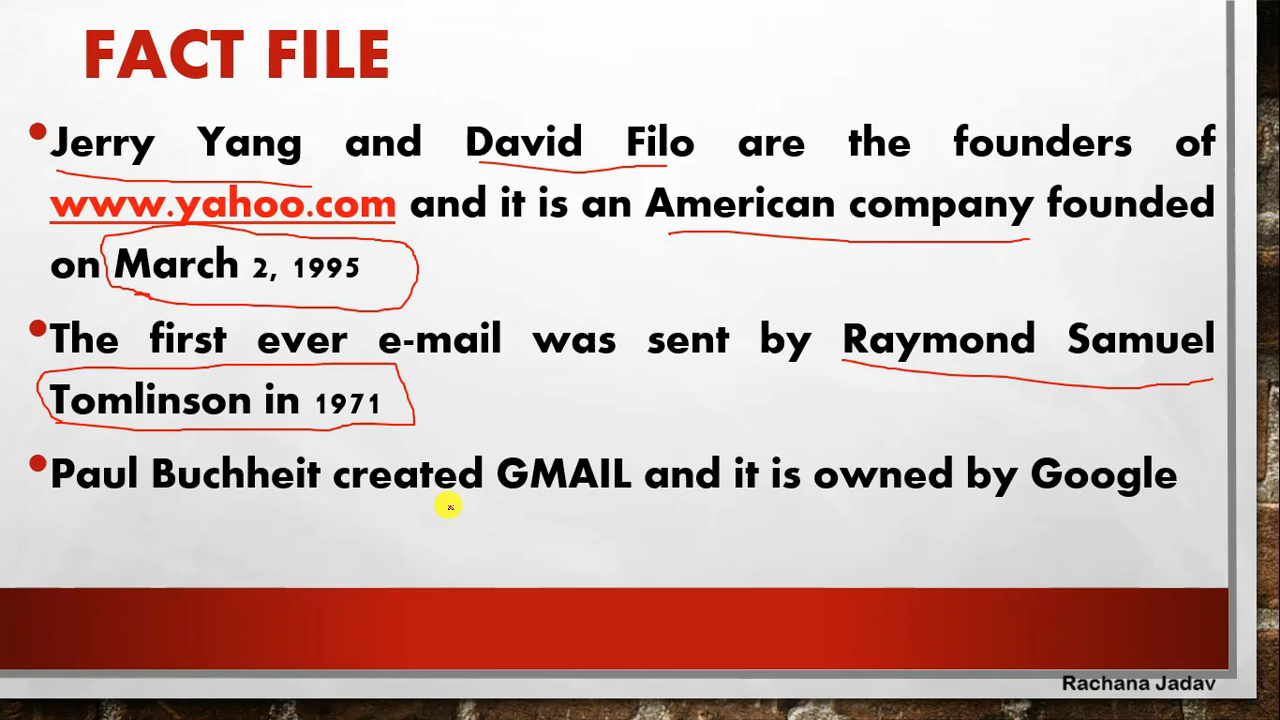 FACT FILE
•Jerry Yang and David Filo are the founders of
www.yahoo.com and it is an American company founded
on March 2, 1995
•The first ever e-mail was sent by Raymond Samuel
Tomlinson in 1971
•Paul Buchheit created GMAIL and it is owned by Google
Rachana Jadav